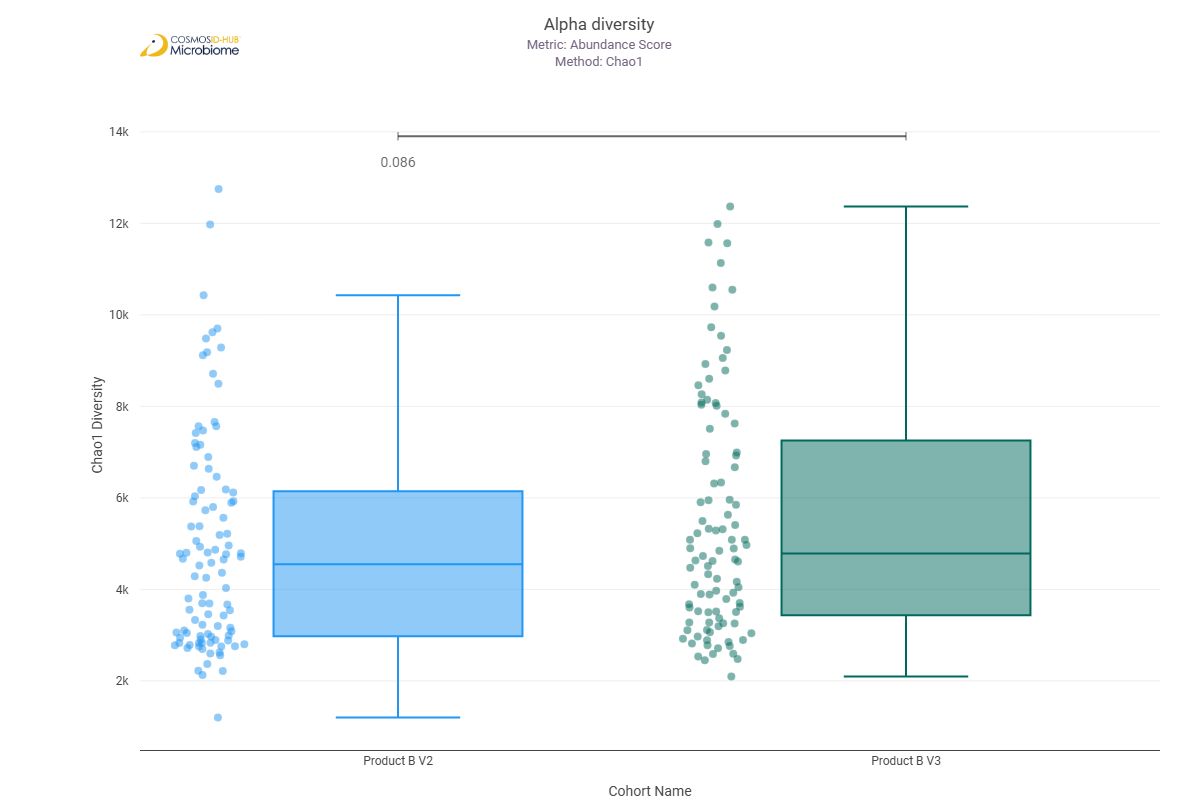 Alpha diversity
Metric: Abundance Score
Method: Chao1
COSMOSID-HUB
Microbiome
14k
0.086
12k
10k
8k
6k
4k
2k
Chao1 Diversity
Product B V2
Product B V3
Cohort Name